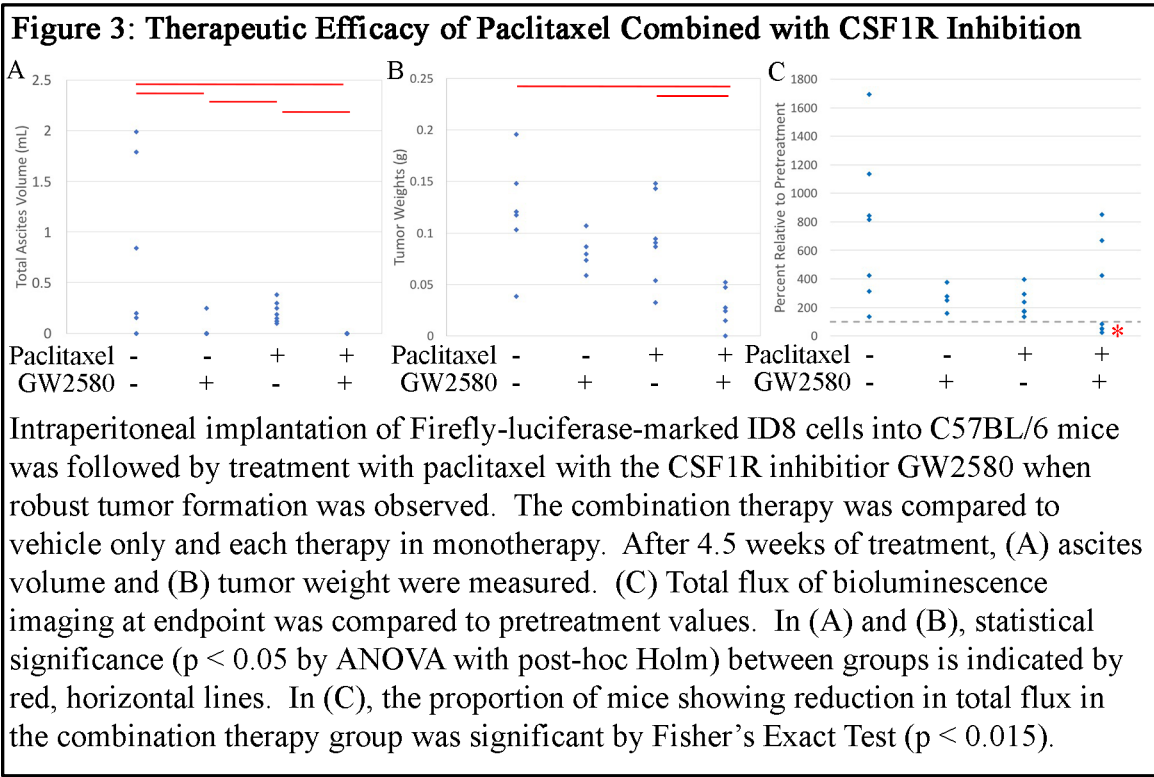 Figure 3: Therapeutic Efficacy of Paclitaxel Combined with CSF1R Inhibition
A
B
C
Total Ascites Volume (mL)
2.5
2
1.5
1
0.5
0
Tumor Weights (g)
0.25
0.2
0.15
0.1
0.05
0
Percent Relative to Pretreatment
1800
1600
1400
1200
1000
800
600
400
200
0
*
Paclitaxel - - + +
GW2580 - + - +
Paclitaxel - - + +
GW2580 - + - +
Paclitaxel - - + +
GW2580 - + - +
Intraperitoneal implantation of Firefly-luciferase-marked ID8 cells into C57BL/6 mice
was followed by treatment with paclitaxel with the CSF1R inhibitior GW2580 when
robust tumor formation was observed.  The combination therapy was compared to
vehicle only and each therapy in monotherapy.  After 4.5 weeks of treatment, (A) ascites
volume and (B) tumor weight were measured.  (C) Total flux of bioluminescence
imaging at endpoint was compared to pretreatment values.  In (A) and (B), statistical
significance (p < 0.05 by ANOVA with post-hoc Holm) between groups is indicated by
red, horizontal lines.  In (C), the proportion of mice showing reduction in total flux in
the combination therapy group was significant by Fisher's Exact Test (p < 0.015).